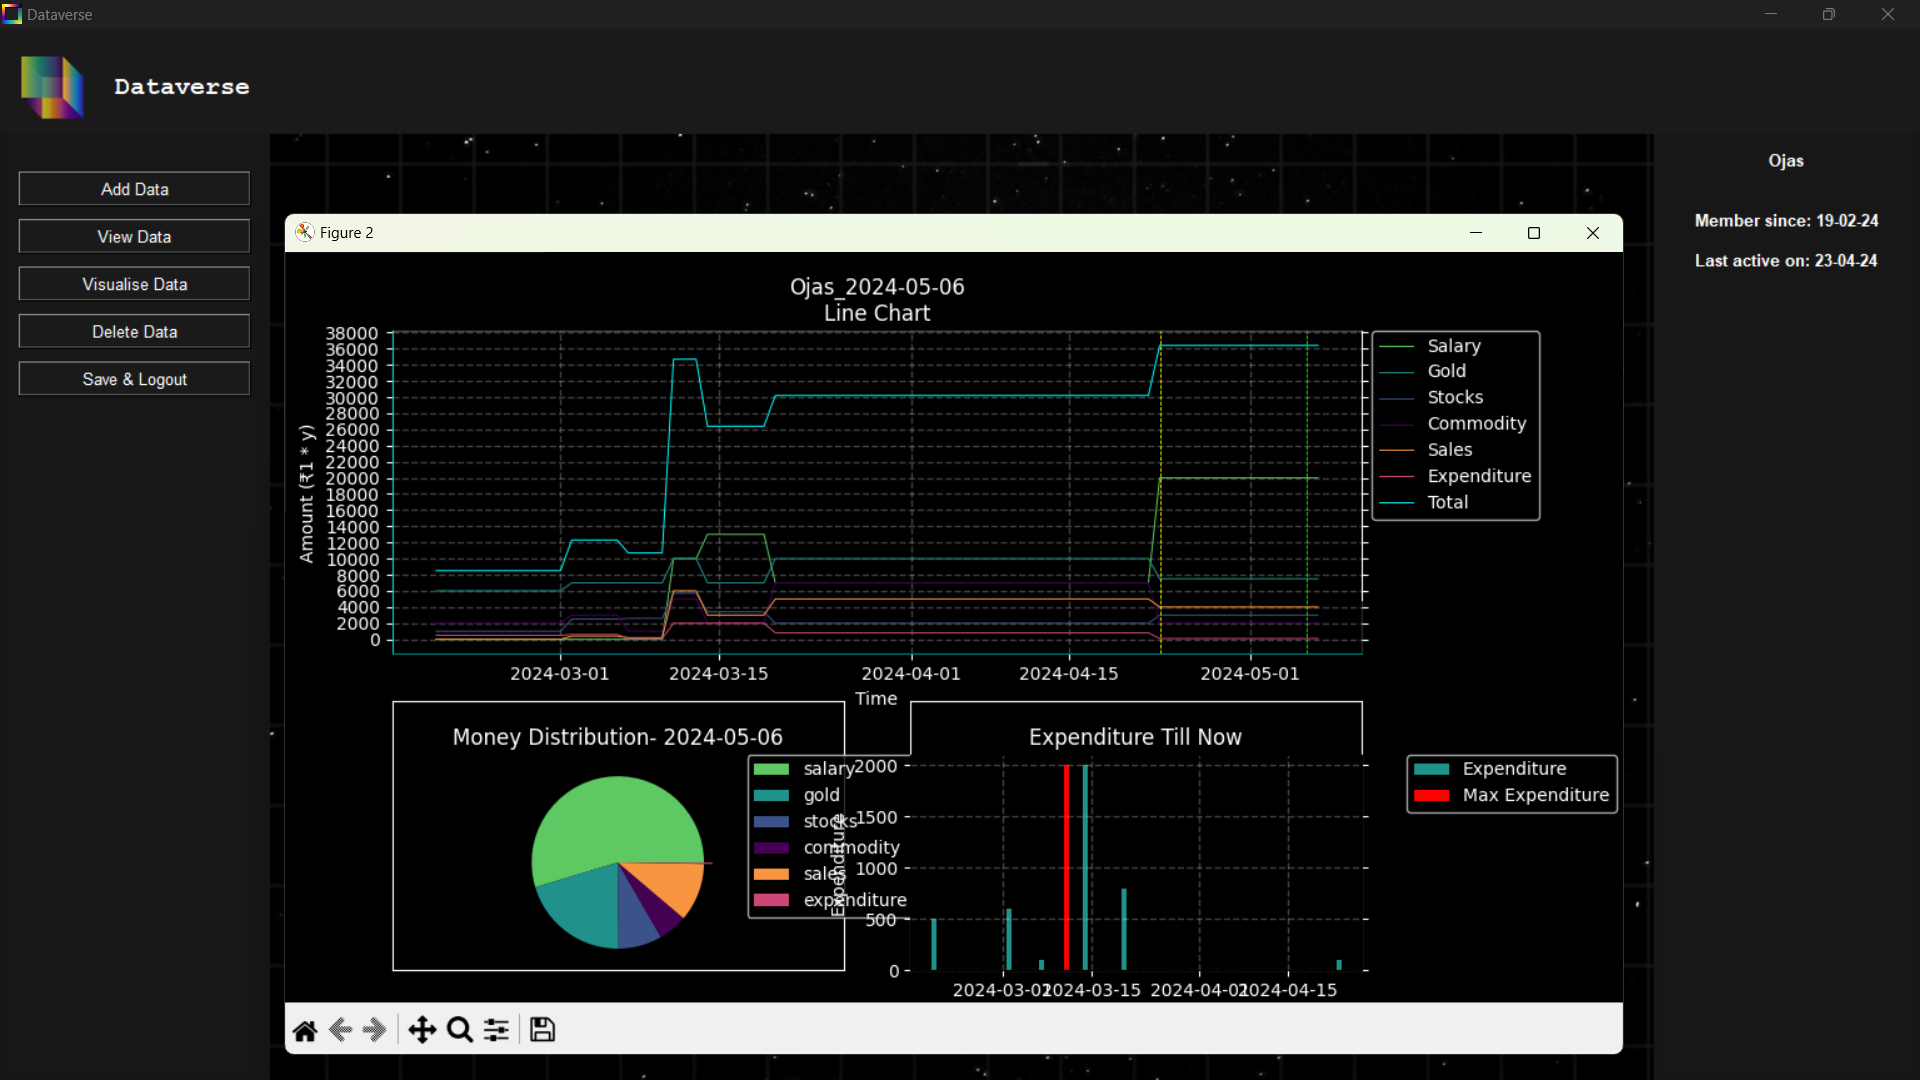 Dataverse
Dataverse
Add Data
View Data
Visualise Data
Delete Data
Save & Logout
Ojas
Member since: 19-02-24
Last active on: 23-04-24
Figure 2
Ojas_2024-05-06
Line Chart
38000
36000
34000
32000
30000
28000
26000
24000
22000
20000
18000
16000
14000
12000
10000
8000
6000
4000
2000
0
Amount (₹1 * y)
2024-03-01
2024-03-15
2024-04-01
2024-04-15
2024-05-01
Time
Salary
Gold
Stocks
Commodity
Sales
Expenditure
Total
Money Distribution- 2024-05-06
salary
gold
stocks
commodity
sales
expenditure
Expenditure Till Now
Expenditure
2000
1500
1000
500
0
2024-03-01
2024-03-15
2024-04-01
2024-04-15
Expenditure
Max Expenditure